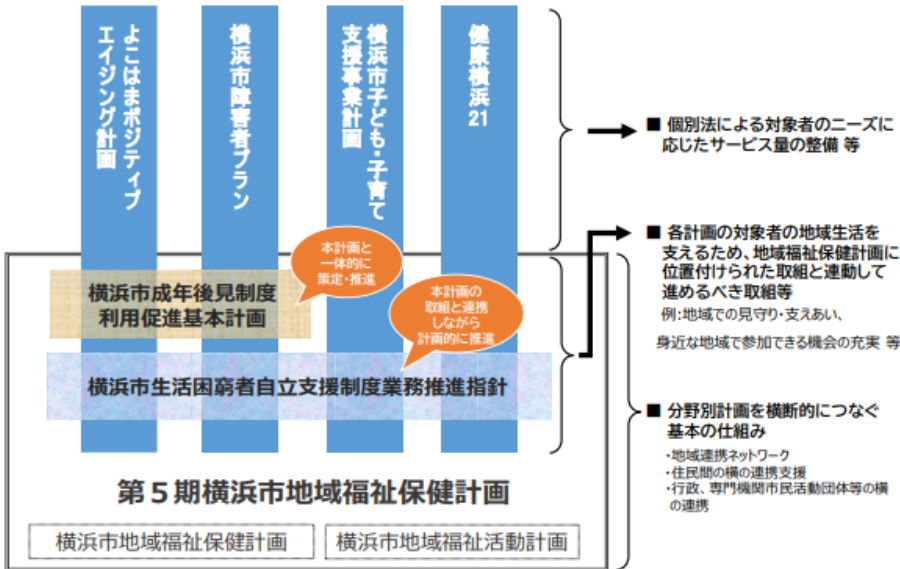 よこはまポジティブ
エイジング計画
横浜市障害者プラン
横浜市子ども・子育て
支援事業計画
健康横浜21
■ 個別法による対象者のニーズに
応じたサービス量の整備 等
■ 各計画の対象者の地域生活を
支えるため、地域福祉保健計画に
位置付けられた取組と連動して
進めるべき取組等
例:地域での見守り・支えあい、
身近な地域で参加できる機会の充実 等
本計画と
一体的に
策定・推進
横浜市成年後見制度
利用促進基本計画
本計画の
取組と連携
しながら
計画的に推進
横浜市生活困窮者自立支援制度業務推進指針
■ 分野別計画を横断的につなぐ
基本の仕組み
・地域連携ネットワーク
・住民間の横の連携支援
・行政、専門機関市民活動団体等の横
の連携
第5期横浜市地域福祉保健計画
横浜市地域福祉保健計画
横浜市地域福祉活動計画